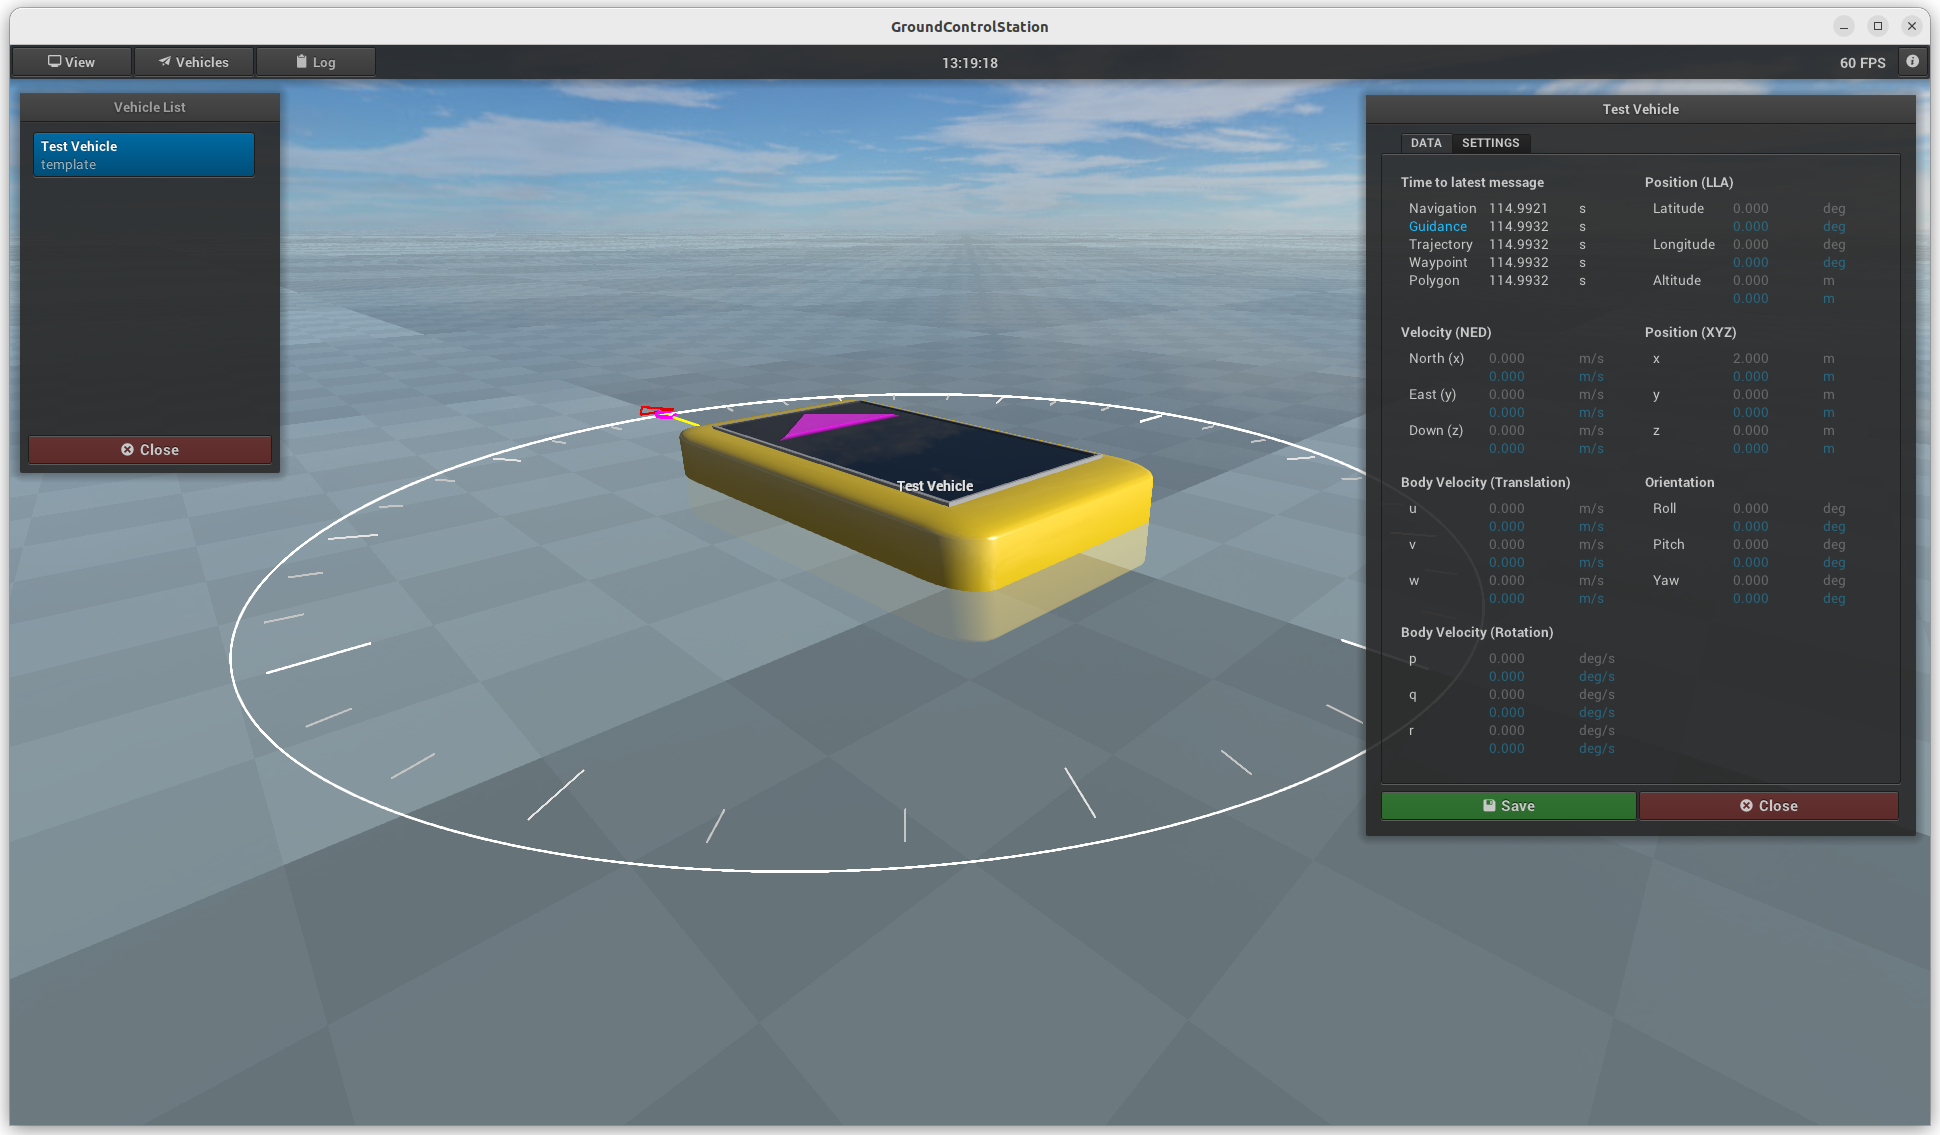 GroundControlStation
View Vehicles Log 13:19:18 60 FPS
Vehicle List
Test Vehicle
template
Close
Test Vehicle
Test Vehicle
DATA SETTINGS
Time to latest message
Navigation 114.9921 s
Guidance 114.9932 s
Trajectory 114.9932 s
Waypoint 114.9932 s
Polygon 114.9932 s
Position (LLA)
Latitude 0.000 deg
0.000 deg
Longitude 0.000 deg
0.000 deg
Altitude 0.000 m
0.000 m
Velocity (NED)
North (x) 0.000 m/s
0.000 m/s
East (y) 0.000 m/s
0.000 m/s
Down (z) 0.000 m/s
0.000 m/s
Position (XYZ)
x 2.000 m
0.000 m
y 0.000 m
0.000 m
z 0.000 m
0.000 m
Body Velocity (Translation)
u 0.000 m/s
0.000 m/s
v 0.000 m/s
0.000 m/s
w 0.000 m/s
0.000 m/s
Orientation
Roll 0.000 deg
0.000 deg
Pitch 0.000 deg
0.000 deg
Yaw 0.000 deg
0.000 deg
Body Velocity (Rotation)
p 0.000 deg/s
0.000 deg/s
q 0.000 deg/s
0.000 deg/s
r 0.000 deg/s
0.000 deg/s
Save Close